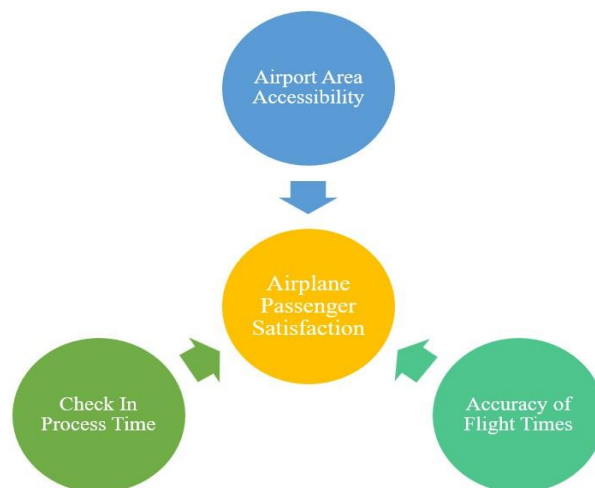 Airport Area
Accessibility
Airplane
Passenger
Satisfaction
Check In
Process Time
Accuracy of
Flight Times